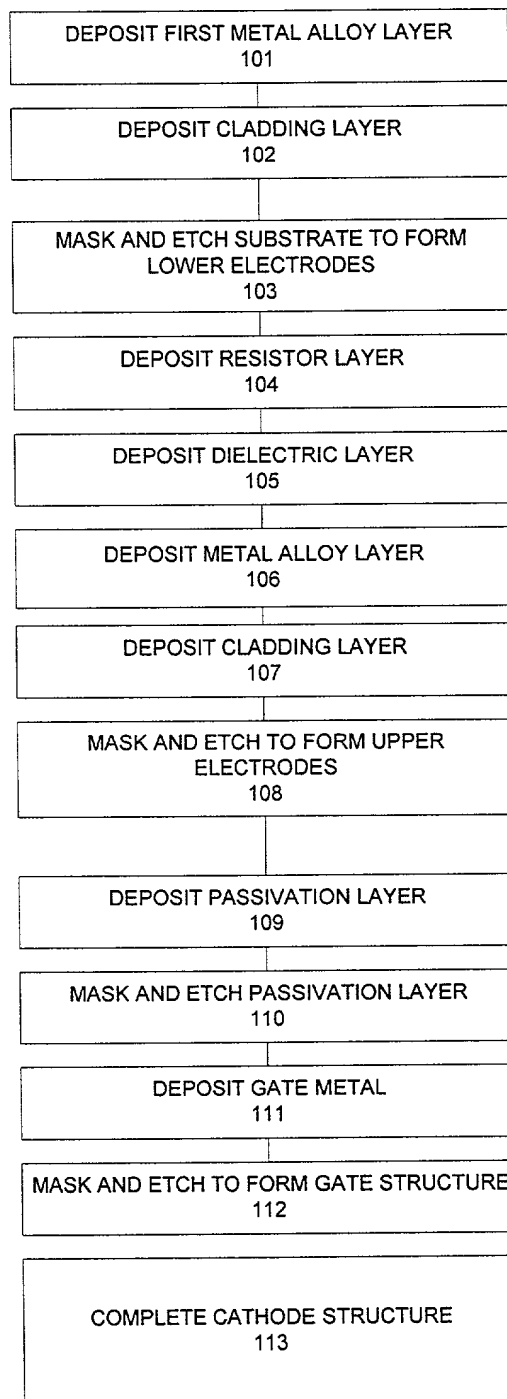 DEPOSIT FIRST METAL ALLOY LAYER
101
DEPOSIT CLADDING LAYER
102
MASK AND ETCH SUBSTRATE TO FORM
LOWER ELECTRODES
103
DEPOSIT RESISTOR LAYER
104
DEPOSIT DIELECTRIC LAYER
105
DEPOSIT METAL ALLOY LAYER
106
DEPOSIT CLADDING LAYER
107
MASK AND ETCH TO FORM UPPER
ELECTRODES
108
DEPOSIT PASSIVATION LAYER
109
MASK AND ETCH PASSIVATION LAYER
110
DEPOSIT GATE METAL
111
MASK AND ETCH TO FORM GATE STRUCTURE
112
COMPLETE CATHODE STRUCTURE
113